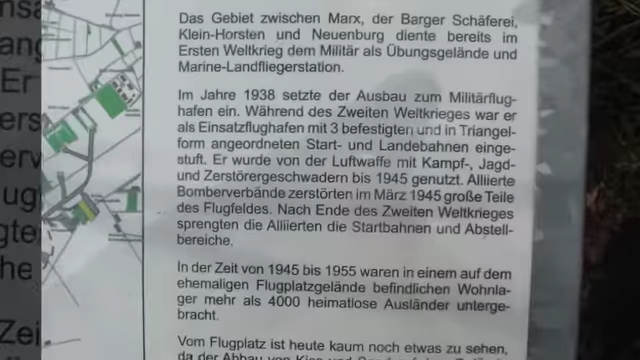 Das Gebiet zwischen Marx, der Barger Schäferei,
Klein-Horsten und Neuenburg diente bereits im
Ersten Weltkrieg dem Militär als Übungsgelände und
Marine-Landfliegerstation.
Im Jahre 1938 setzte der Ausbau zum Militärflug-
hafen ein. Während des Zweiten Weltkrieges war er
als Einsatzflughafen mit 3 befestigten und in Triangel-
form angeordneten Start- und Landebahnen einge-
stuft. Er wurde von der Luftwaffe mit Kampf-, Jagd-
und Zerstörergeschwadern bis 1945 genutzt. Alliierte
Bomberverbände zerstörten im März 1945 große Teile
des Flugfeldes. Nach Ende des Zweiten Weltkrieges
sprengten die Alliierten die Startbahnen und Abstell-
bereiche.
In der Zeit von 1945 bis 1955 waren in einem auf dem
ehemaligen Flugplatzgelände befindlichen Wohnla-
ger mehr als 4000 heimatlose Ausländer unterge-
bracht.
Vom Flugplatz ist heute kaum noch etwas zu sehen,
da der Abbau von Kies und